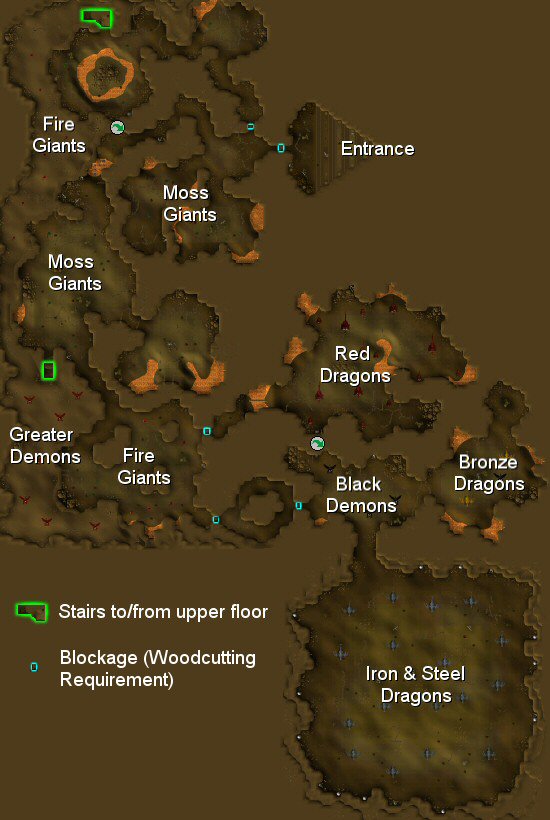 Fire
Giants
Entrance
Moss
Giants
Moss
Giants
Red
Dragons
Greater
Demons
Fire
Giants
Black
Demons
Bronze
Dragons
Stairs to/from upper floor
Blockage (Woodcutting
Requirement)
Iron & Steel
Dragons